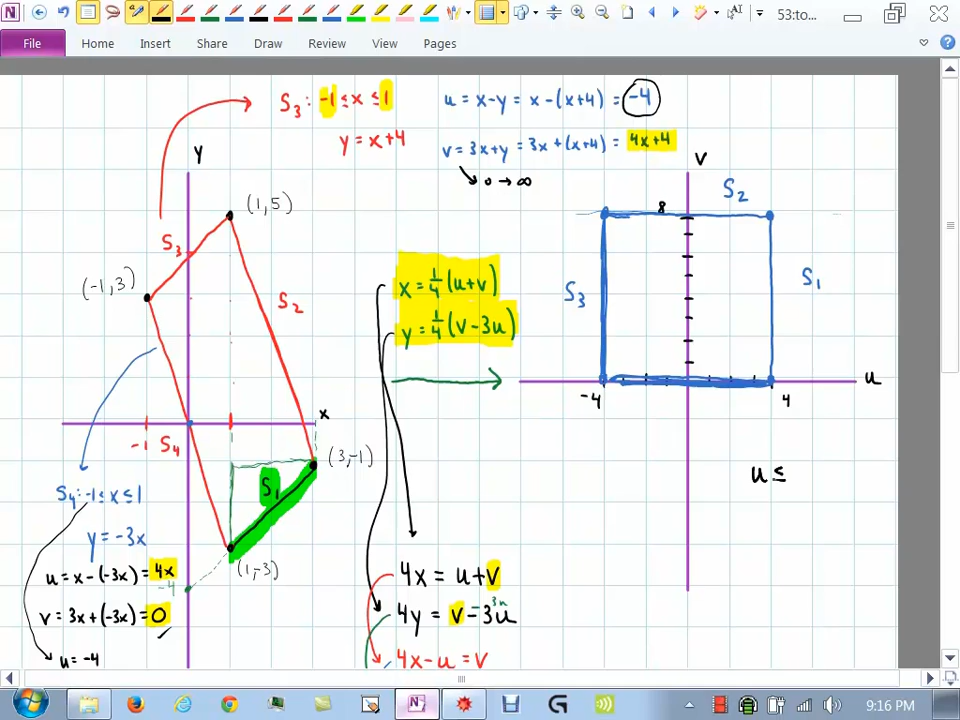 File Home Insert Share Draw Review View Pages
S₃: -1 ≤ x ≤ 1
y = x+4
u = x-y = x-(x+4) = -4
v = 3x+y = 3x+(x+4) = 4x+4
0 → ∞
y
(1,5)
S₃
(-1,3)
S₂
x
-1
S₄
(3,-1)
S₁
(1,-3)
-4
S₄: -1 ≤ x ≤ 1
y = -3x
u = x-(-3x) = 4x
v = 3x+(-3x) = 0
u = -4
x = 1/4 (u+v)
y = 1/4 (v-3u)
4x = u+v
4y = v-3u
3u
4x-u = v
v
S₂
8
S₁
S₃
u
-4
4
u ≤
9:16 PM